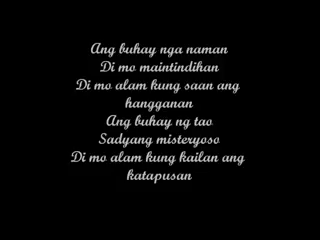 Ang buhay nga naman
Di mo maintindihan
Di mo alam kung saan ang
hangganan
Ang buhay ng tao
Sadyang misteryoso
Di mo alam kung kailan ang
katapusan